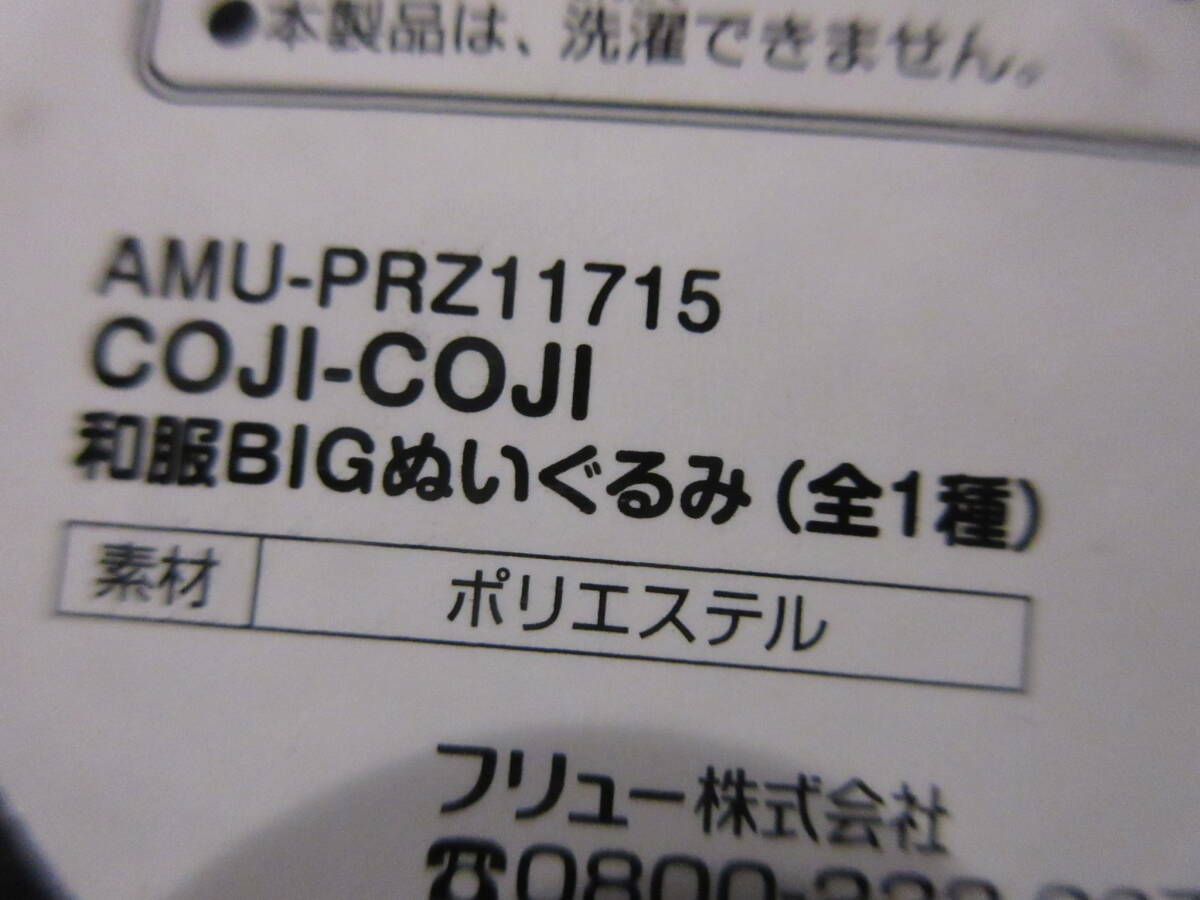 ●本製品は、洗濯できません。
AMU-PRZ11715
COJI-COJI
和服BIGぬいぐるみ(全1種)
素材 ポリエステル
フリュー株式会社
☎0800-